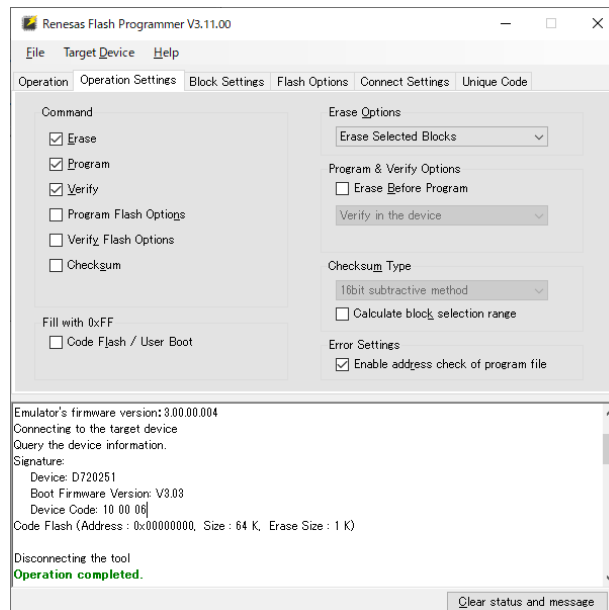 Renesas Flash Programmer V3.11.00
File Target Device Help
Operation Operation Settings Block Settings Flash Options Connect Settings Unique Code
Command
Erase
Program
Verify
Program Flash Options
Verify Flash Options
Checksum
Fill with 0xFF
Code Flash / User Boot
Erase Options
Erase Selected Blocks
Program & Verify Options
Erase Before Program
Verify in the device
Checksum Type
16bit subtractive method
Calculate block selection range
Error Settings
Enable address check of program file
Emulator's firmware version: 3.00.00.004
Connecting to the target device
Query the device information.
Signature:
Device: D720251
Boot Firmware Version: V3.03
Device Code: 10 00 06
Code Flash (Address : 0x00000000, Size : 64 K, Erase Size : 1 K)
Disconnecting the tool
Operation completed.
Clear status and message